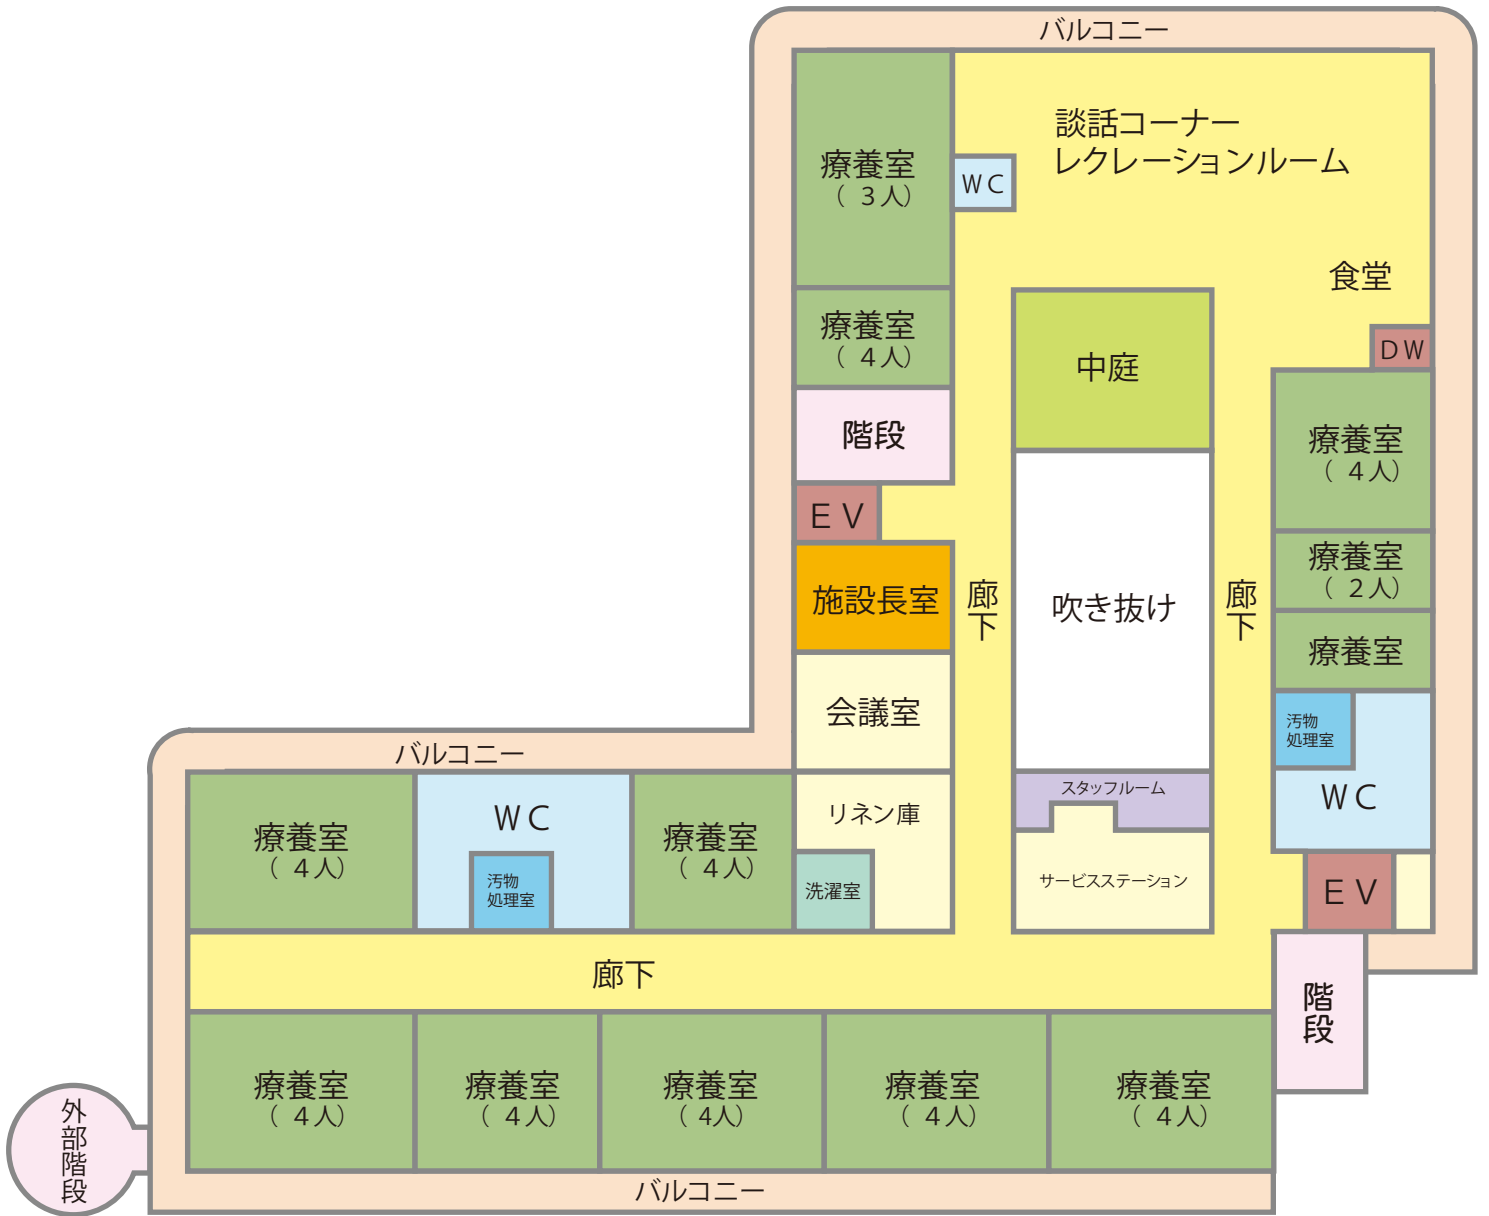 バルコニー
談話コーナー
レクレーションルーム
療養室
（ 3人）
ＷＣ
食堂
療養室
（ 4人）
中庭
ＤＷ
階段
療養室
（ 4人）
ＥＶ
療養室
（ 2人）
施設長室
廊下
吹き抜け
廊下
療養室
会議室
汚物
処理室
ＷＣ
バルコニー
療養室
（ 4人）
ＷＣ
汚物
処理室
療養室
（ 4人）
リネン庫
洗濯室
スタッフルーム
サービスステーション
ＥＶ
廊下
階段
療養室
（ 4人）
療養室
（ 4人）
療養室
（ 4人）
療養室
（ 4人）
療養室
（ 4人）
外部階段
バルコニー